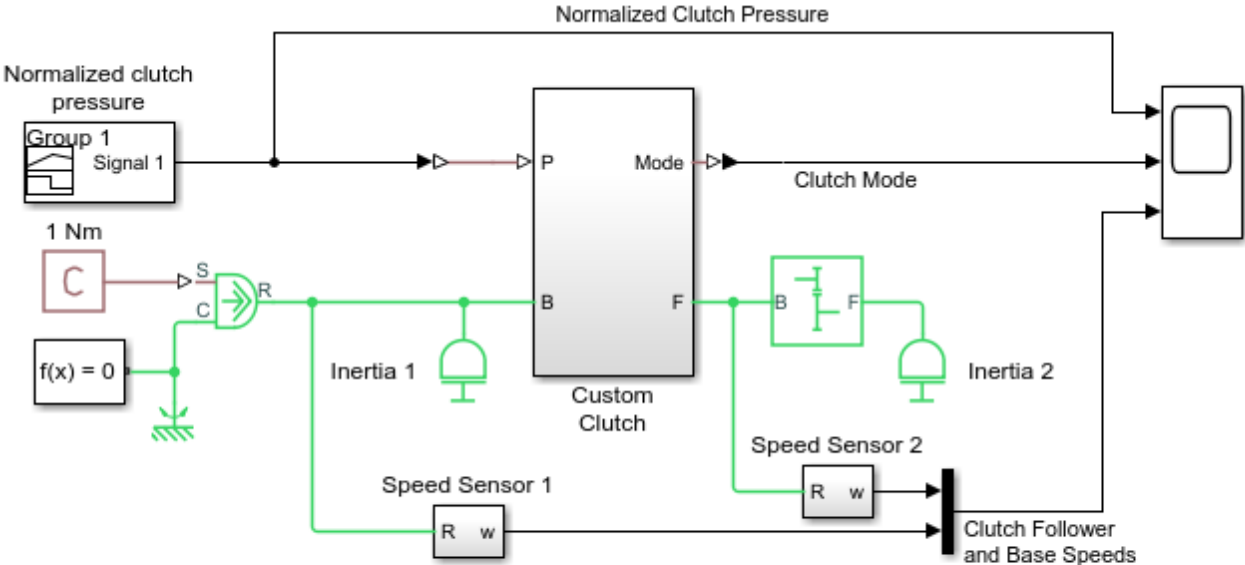 Normalized Clutch Pressure
Normalized clutch
pressure
Group 1
Signal 1
P
Mode
Clutch Mode
1 Nm
C
S
C
R
B
F
B
F
f(x) = 0
Inertia 1
Inertia 2
Custom
Clutch
Speed Sensor 2
R
w
Speed Sensor 1
R
w
Clutch Follower
and Base Speeds